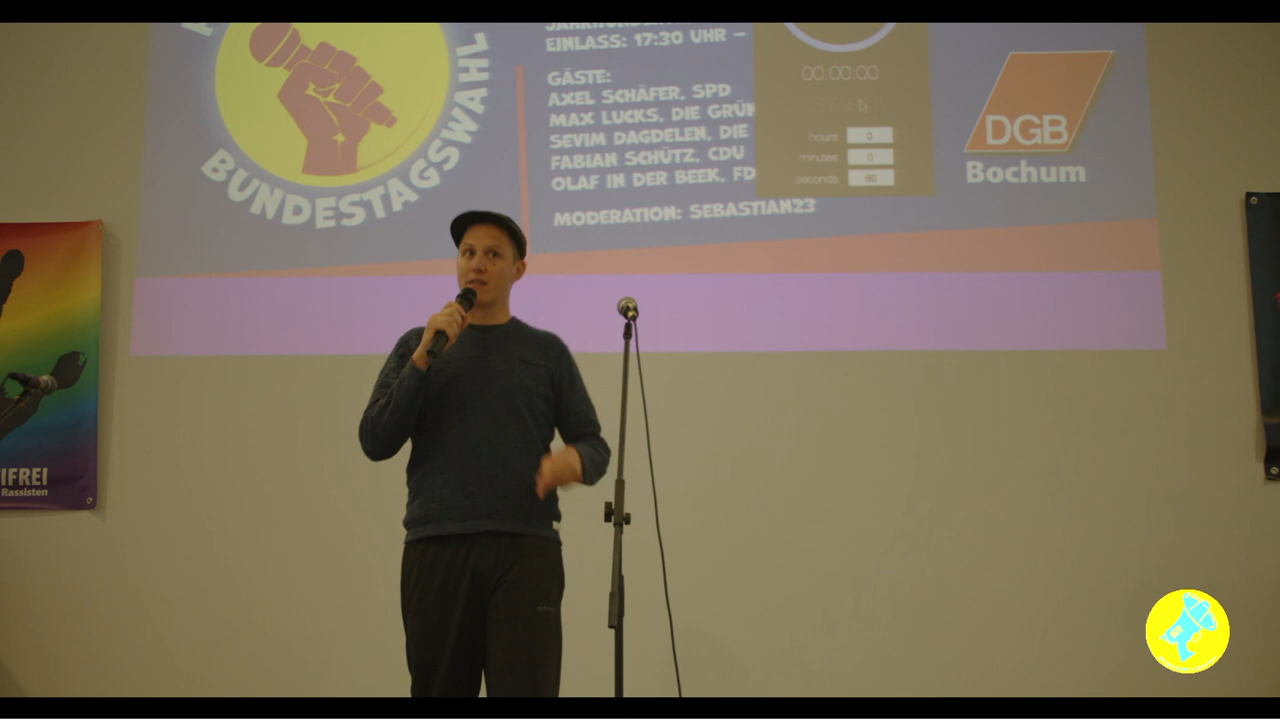 BUNDESTAGSWAHL
EINLASS: 17:30 UHR –
GÄSTE:
AXEL SCHÄFER, SPD
MAX LUCKS, DIE GRÜN
SEVIM DAGDELEN, DIE
FABIAN SCHÜTZ, CDU
OLAF IN DER BEEK, FD
MODERATION: SEBASTIAN23
00:00:00
START
hours 0
minutes 0
seconds 60
DGB
Bochum
IFREI
Rassisten